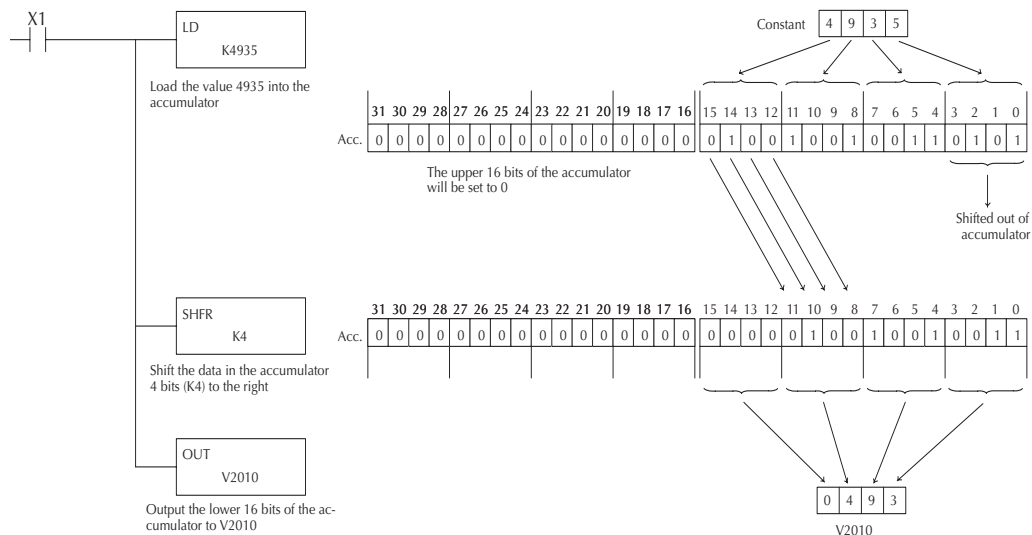 X1
LD
K4935
Load the value 4935 into the
accumulator
Constant 4 9 3 5
31 30 29 28 27 26 25 24 23 22 21 20 19 18 17 16 15 14 13 12 11 10 9 8 7 6 5 4 3 2 1 0
Acc. 0 0 0 0 0 0 0 0 0 0 0 0 0 0 0 0 0 1 0 0 1 0 0 1 0 0 1 1 0 1 0 1
The upper 16 bits of the accumulator
will be set to 0
Shifted out of
accumulator
SHFR
K4
Shift the data in the accumulator
4 bits (K4) to the right
31 30 29 28 27 26 25 24 23 22 21 20 19 18 17 16 15 14 13 12 11 10 9 8 7 6 5 4 3 2 1 0
Acc. 0 0 0 0 0 0 0 0 0 0 0 0 0 0 0 0 0 0 0 0 0 1 0 0 1 0 0 1 0 0 1 1
OUT
V2010
Output the lower 16 bits of the ac-
cumulator to V2010
0 4 9 3
V2010